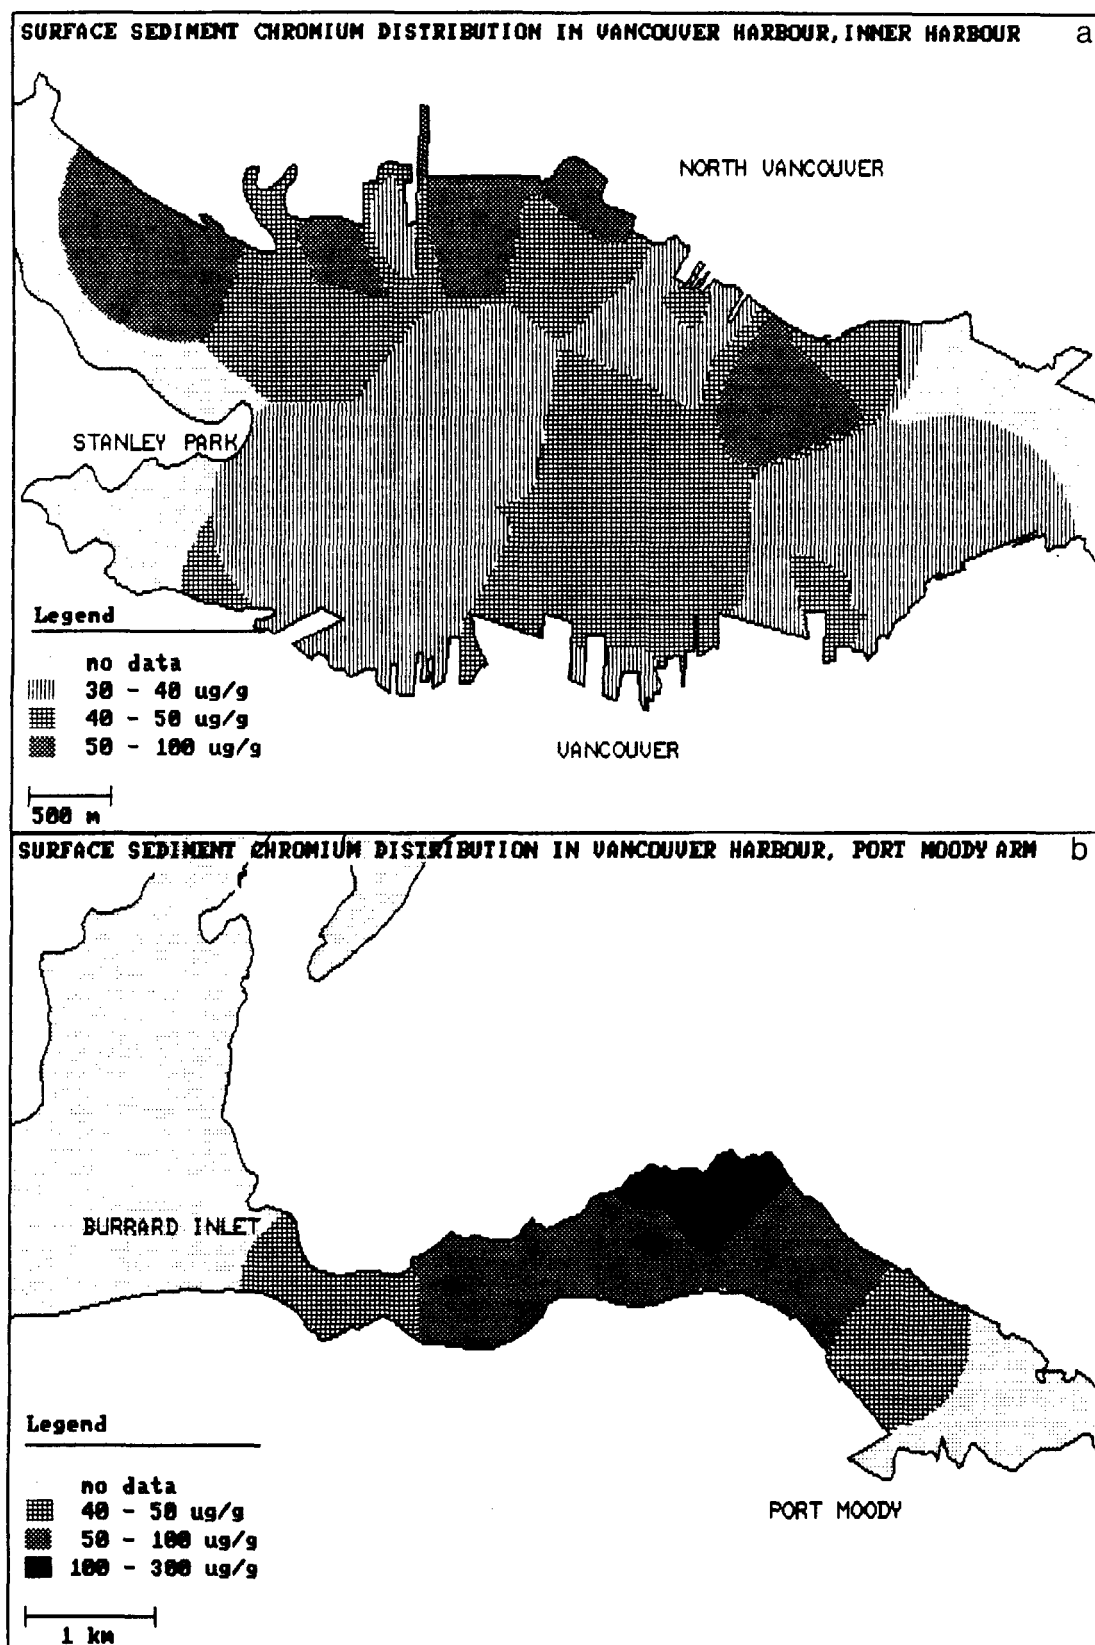 SURFACE SEDIMENT CHROMIUM DISTRIBUTION IN VANCOUVER HARBOUR, INNER HARBOUR a
NORTH VANCOUVER
STANLEY PARK
Legend
no data
30 - 40 ug/g
40 - 50 ug/g
50 - 100 ug/g
VANCOUVER
500 m
SURFACE SEDIMENT CHROMIUM DISTRIBUTION IN VANCOUVER HARBOUR, PORT MOODY ARM b
BURRARD INLET
Legend
no data
40 - 50 ug/g
50 - 100 ug/g
100 - 300 ug/g
PORT MOODY
1 km